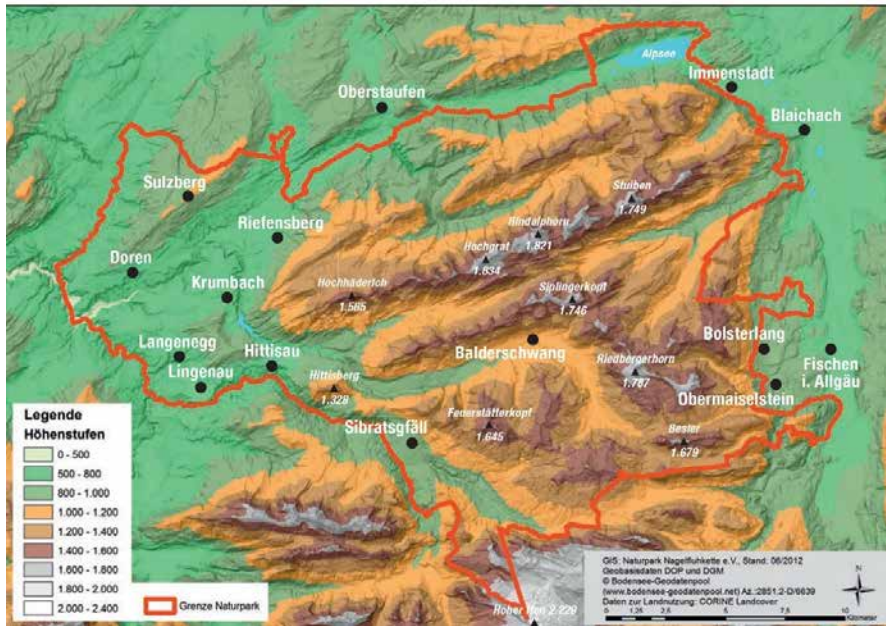 Alpsee
Immenstadt
Oberstaufen
Blaichach
Sulzberg
Stuiben
1.749
Riefensberg
Rindalphorn
1.821
Hochgrat
1.834
Doren
Krumbach
Hochhäderich
1.565
Siplingerkopf
1.746
Langenegg
Hittisau
Balderschwang
Bolsterlang
Lingenau
Riedbergerhorn
1.787
Fischen
i. Allgäu
Hittisberg
1.328
Obermaiselstein
Feuerstätterkopf
1.645
Sibratsgfäll
Besler
1.679
Legende
Höhenstufen
0 - 500
500 - 800
800 - 1.000
1.000 - 1.200
1.200 - 1.400
1.400 - 1.600
1.600 - 1.800
1.800 - 2.000
2.000 - 2.400
Grenze Naturpark
Hoher Ifen 2.229
GIS: Naturpark Nagelfluhkette e.V., Stand: 06/2012
Geobasisdaten DOP und DGM
© Bodensee-Geodatenpool
(www.bodensee-geodatenpool.net) Az.:2851.2-D/6639
Daten zur Landnutzung: CORINE Landcover
N
0 1,25 2,5 5 7,5 10
Kilometer